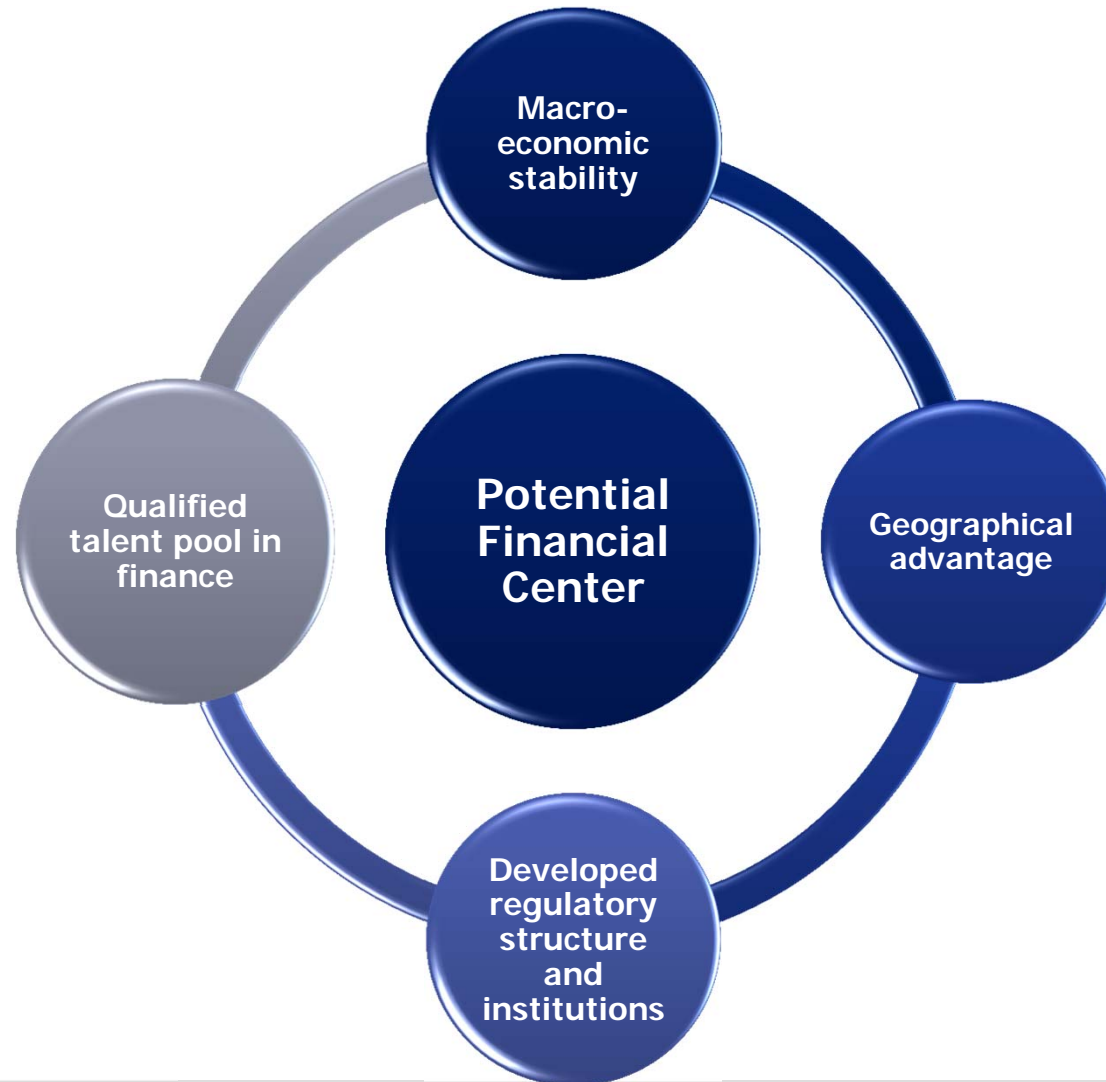 Macro-
economic
stability
Qualified
talent pool in
finance
Potential
Financial
Center
Geographical
advantage
Developed
regulatory
structure
and
institutions